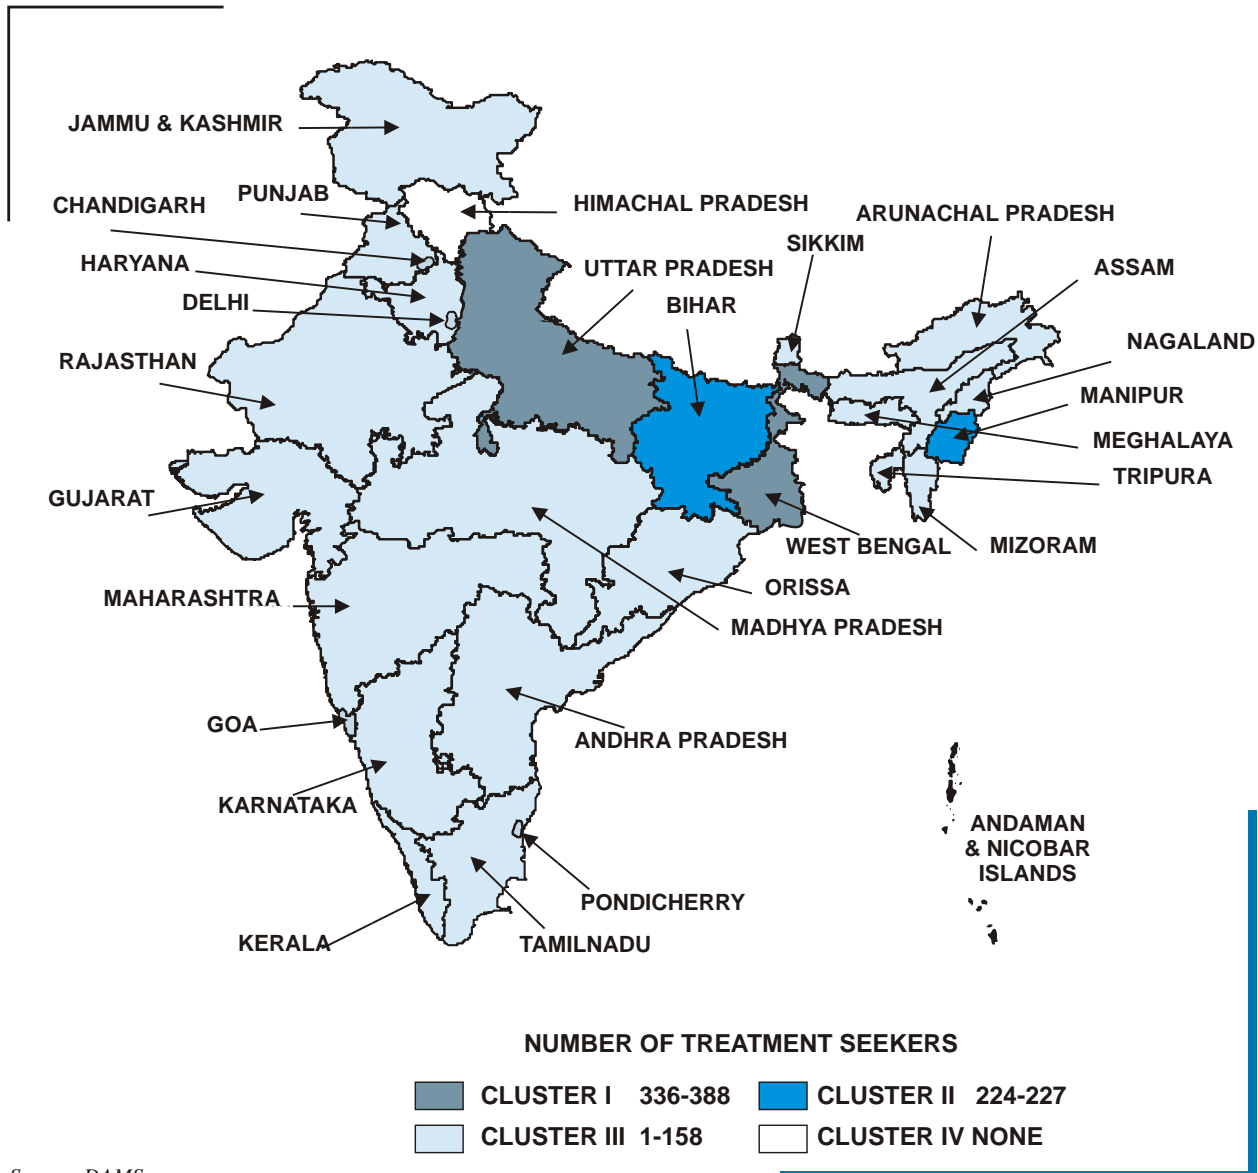 JAMMU & KASHMIR
PUNJAB
CHANDIGARH
HIMACHAL PRADESH
ARUNACHAL PRADESH
SIKKIM
HARYANA
UTTAR PRADESH
ASSAM
DELHI
BIHAR
NAGALAND
RAJASTHAN
MANIPUR
MEGHALAYA
TRIPURA
GUJARAT
WEST BENGAL
MIZORAM
ORISSA
MAHARASHTRA
MADHYA PRADESH
GOA
ANDHRA PRADESH
KARNATAKA
ANDAMAN
& NICOBAR
ISLANDS
PONDICHERRY
KERALA
TAMILNADU
NUMBER OF TREATMENT SEEKERS
CLUSTER I 336-388
CLUSTER II 224-227
CLUSTER III 1-158
CLUSTER IV NONE